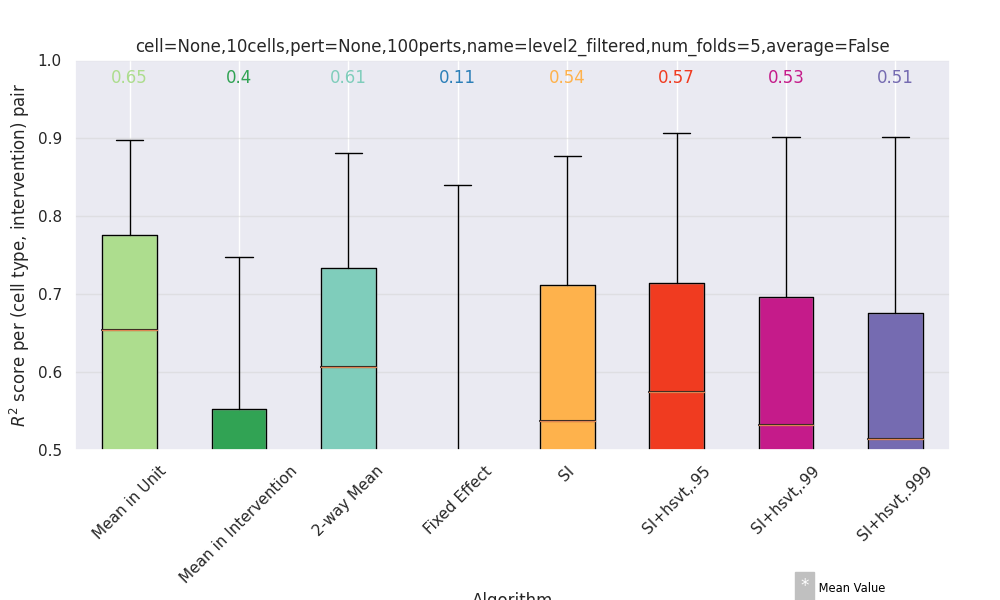 cell=None,10cells,pert=None,100perts,name=level2_filtered,num_folds=5,average=False
R² score per (cell type, intervention) pair
1.0
0.9
0.8
0.7
0.6
0.5
0.65 0.4 0.61 0.11 0.54 0.57 0.53 0.51
Mean in Unit
Mean in Intervention
2-way Mean
Fixed Effect
SI
SI+hsvt,.95
SI+hsvt,.99
SI+hsvt,.999
Algorithm
* Mean Value